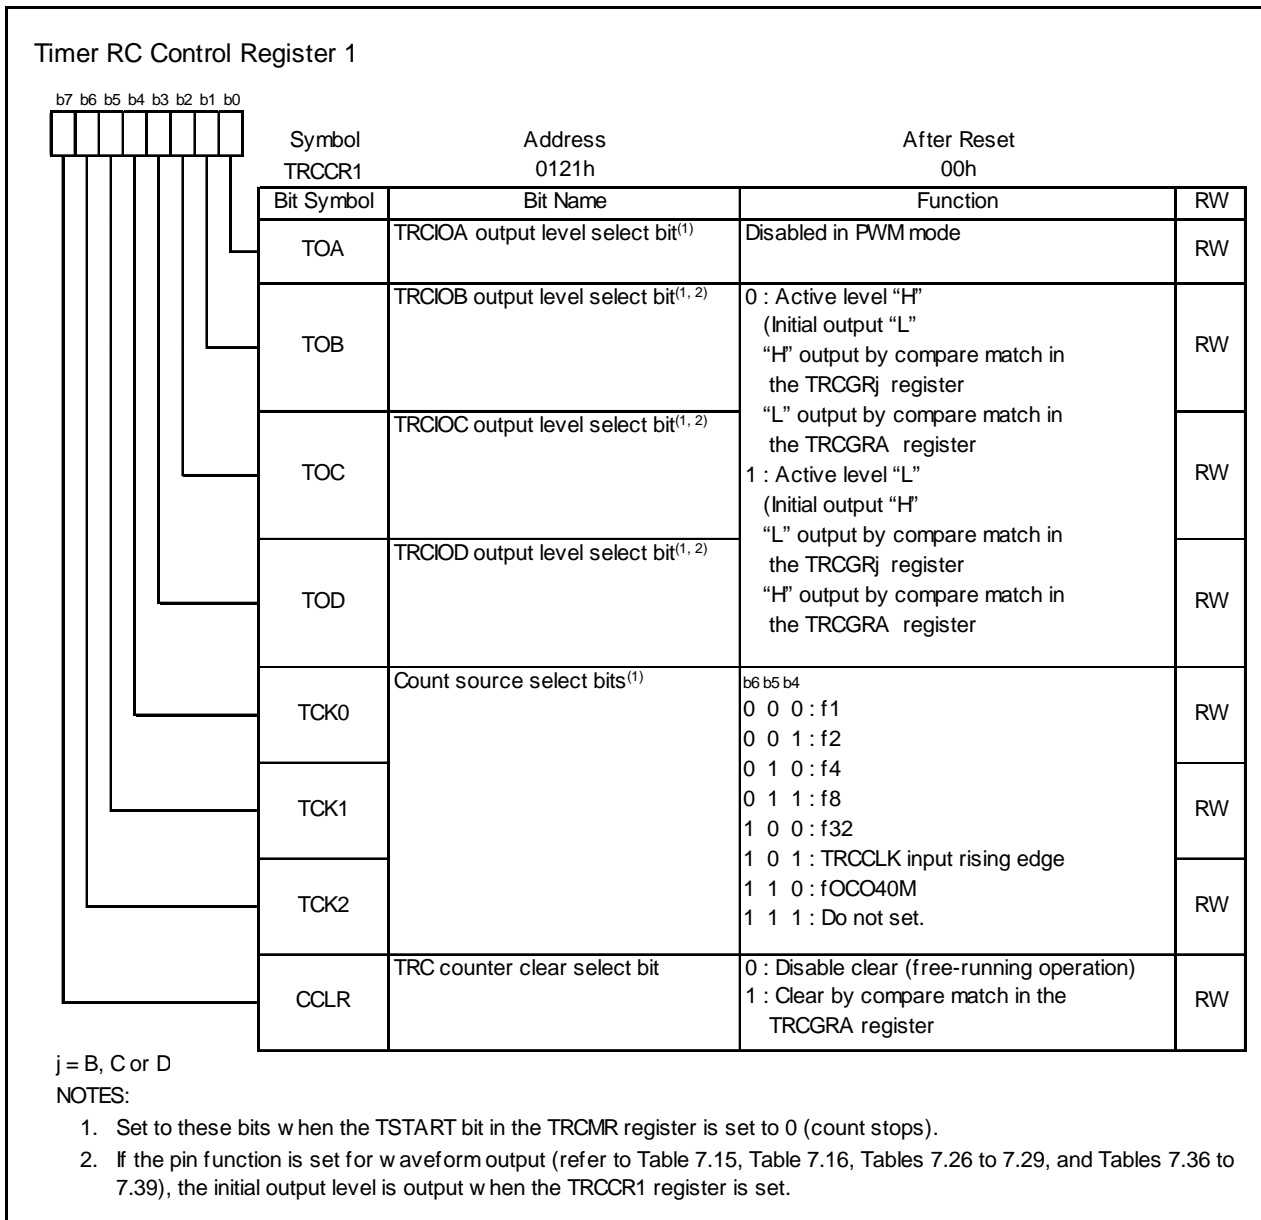 Timer RC Control Register 1
b7 b6 b5 b4 b3 b2 b1 b0
Symbol Address After Reset
TRCCR1 0121h 00h
Bit Symbol Bit Name Function RW
TOA TRCIOA output level select bit(1) Disabled in PWM mode RW
TOB TRCIOB output level select bit(1, 2) RW
0 : Active level “H”
(Initial output “L”
“H” output by compare match in
the TRCGRj register
“L” output by compare match in
the TRCGRA register
1 : Active level “L”
(Initial output “H”
“L” output by compare match in
the TRCGRj register
“H” output by compare match in
the TRCGRA register
TOC TRCIOC output level select bit(1, 2) RW
TOD TRCIOD output level select bit(1, 2) RW
TCK0 Count source select bits(1) RW
b6 b5 b4
0 0 0 : f1
0 0 1 : f2
0 1 0 : f4
0 1 1 : f8
1 0 0 : f32
1 0 1 : TRCCLK input rising edge
1 1 0 : fOCO40M
1 1 1 : Do not set.
TCK1 RW
TCK2 RW
CCLR TRC counter clear select bit RW
0 : Disable clear (free-running operation)
1 : Clear by compare match in the
TRCGRA register
j = B, C or D
NOTES:
1. Set to these bits when the TSTART bit in the TRCMR register is set to 0 (count stops).
2. If the pin function is set for waveform output (refer to Table 7.15, Table 7.16, Tables 7.26 to 7.29, and Tables 7.36 to
7.39), the initial output level is output when the TRCCR1 register is set.